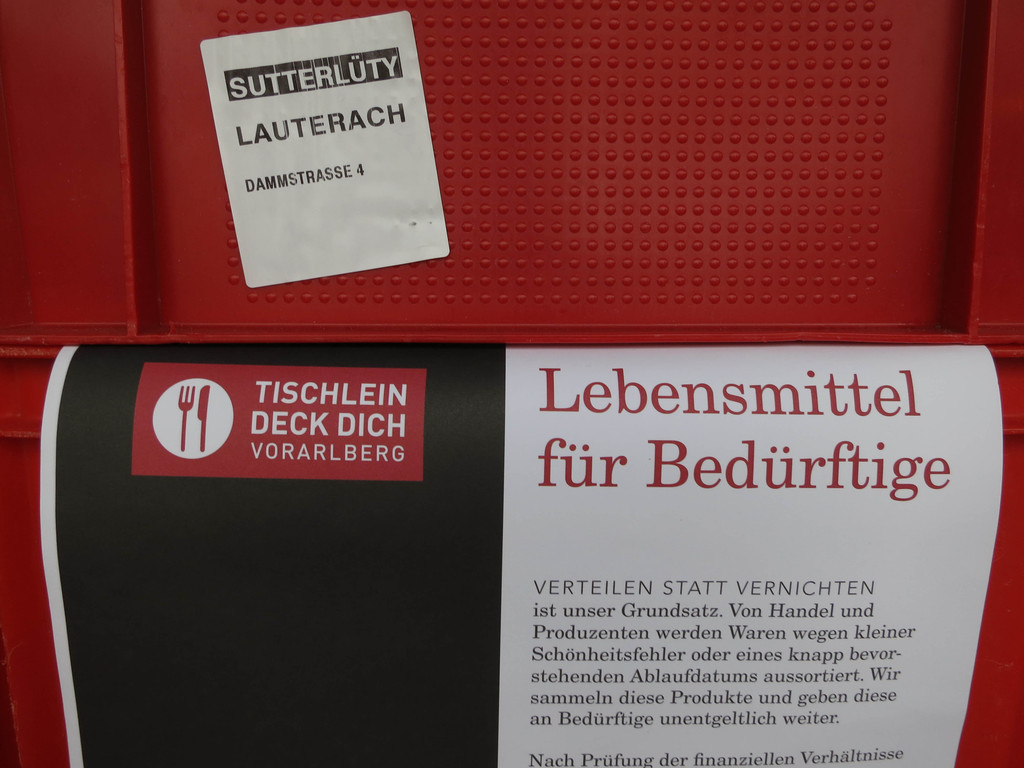 SUTTERLÜTY
LAUTERACH
DAMMSTRASSE 4
TISCHLEIN
DECK DICH
VORARLBERG
Lebensmittel
für Bedürftige
VERTEILEN STATT VERNICHTEN
ist unser Grundsatz. Von Handel und
Produzenten werden Waren wegen kleiner
Schönheitsfehler oder eines knapp bevor-
stehenden Ablaufdatums aussortiert. Wir
sammeln diese Produkte und geben diese
an Bedürftige unentgeltlich weiter.
Nach Prüfung der finanziellen Verhältnisse